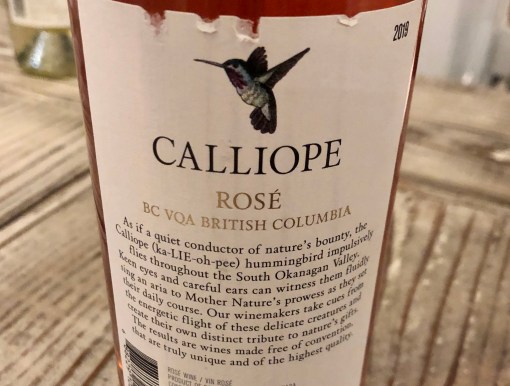 2019
CALLIOPE
ROSÉ
BC VQA BRITISH COLUMBIA
As if a quiet conductor of nature's bounty, the
Calliope (ka-LIE-oh-pee) hummingbird impulsively
flies throughout the South Okanagan Valley.
Keen eyes and careful ears can witness them fluidly
sing an aria to Mother Nature's prowess as they set
their daily course. Our winemakers take cues from
the energetic flight of these delicate creatures and
create their own distinct tribute to nature's gifts.
The results are wines made free of convention,
that are truly unique and of the highest quality.
ROSÉ WINE / VIN ROSÉ
PRODUCT OF